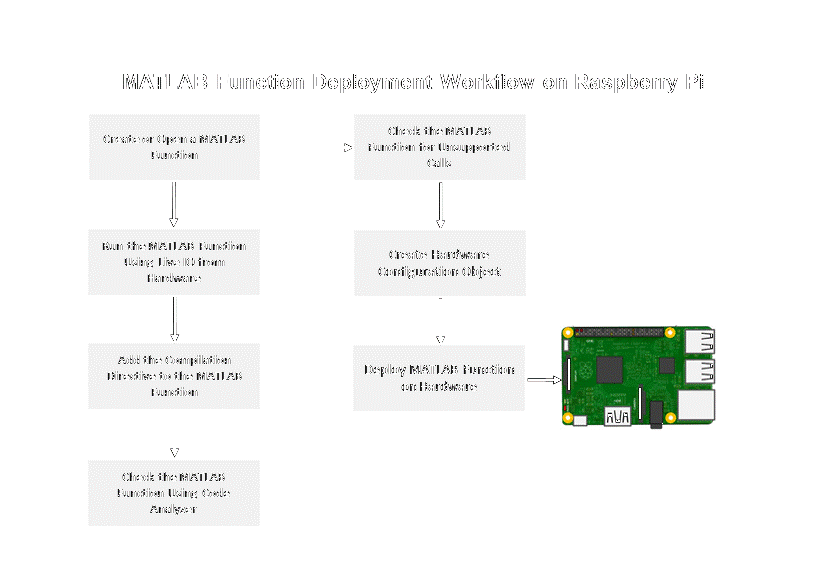 MATLAB Function Deployment Workflow on Raspberry Pi
Create or Open a MATLAB
Function
Run the MATLAB Function
Using Live IO from
Hardware
Add the Compilation
Directive to the MATLAB
Function
Check the MATLAB
Function Using Code
Analyzer
Check the MATLAB
Function for Unsupported
Calls
Create Hardware
Configuration Object
Deploy MATLAB Function
on Hardware